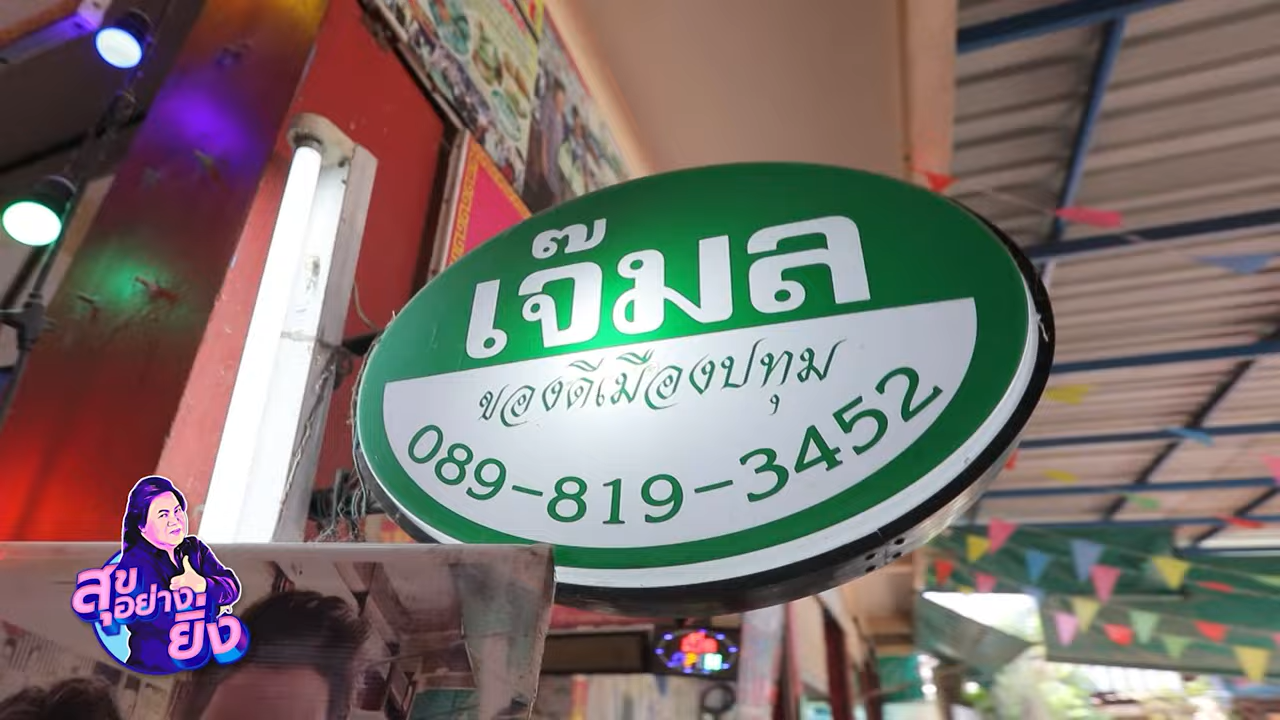 เจ๊มล
ของดีเมืองปทุม
089-819-3452
สุข
อย่าง
ยิ่ง